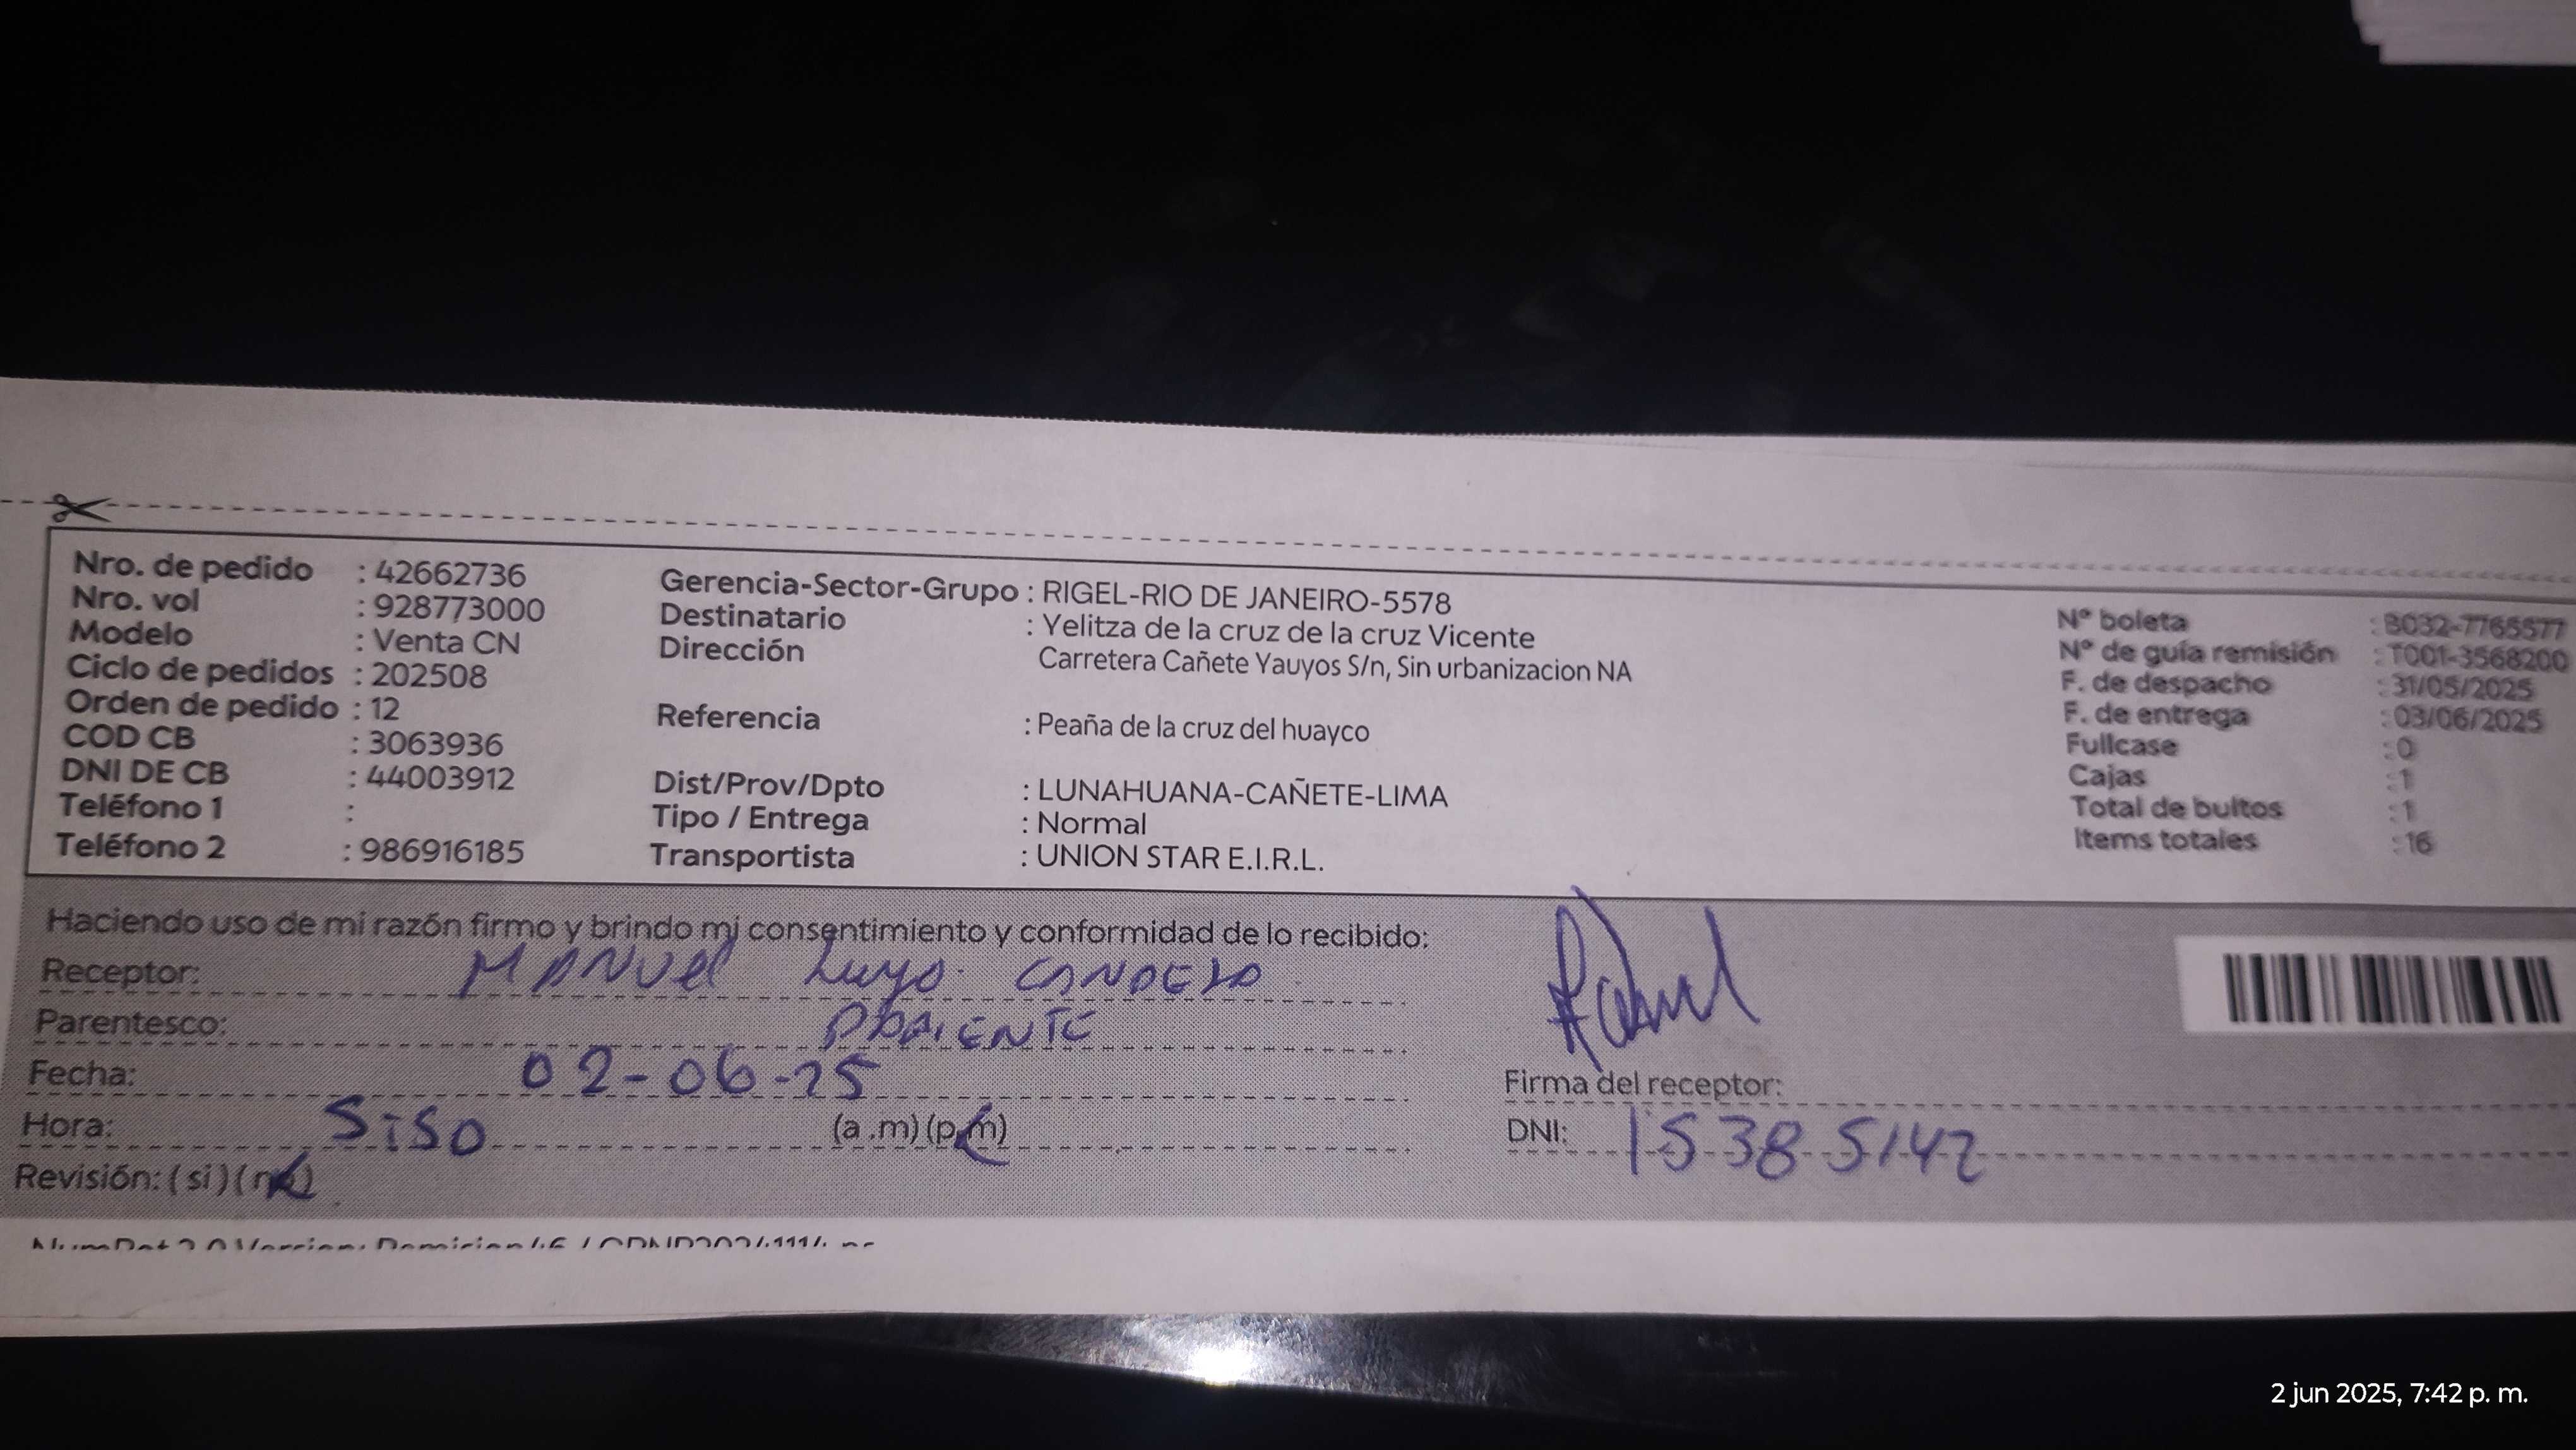 Nro. de pedido : 42662736
Nro. vol : 928773000
Modelo : Venta CN
Ciclo de pedidos : 202508
Orden de pedido : 12
COD CB : 3063936
DNI DE CB : 44003912
Teléfono 1 :
Teléfono 2 : 986916185
Gerencia-Sector-Grupo : RIGEL-RIO DE JANEIRO-5578
Destinatario : Yelitza de la cruz de la cruz Vicente
Dirección Carretera Cañete Yauyos S/n, Sin urbanizacion NA
Referencia : Peaña de la cruz del huayco
Dist/Prov/Dpto : LUNAHUANA-CAÑETE-LIMA
Tipo / Entrega : Normal
Transportista : UNION STAR E.I.R.L.
N° boleta : B032-7765577
N° de guía remisión : T001-3568200
F. de despacho : 31/05/2025
F. de entrega : 03/06/2025
Fullcase : 0
Cajas : 1
Total de bultos : 1
Items totales : 16
Haciendo uso de mi razón firmo y brindo mi consentimiento y conformidad de lo recibido:
Receptor: MANUel Luyo
Parentesco: PARIENTE
Fecha: 02-06-25
Hora: 5:50 (a .m) (p.m)
Revisión: ( si ) ( no )
Firma del receptor:
DNI: 15385142
2 jun 2025, 7:42 p. m.